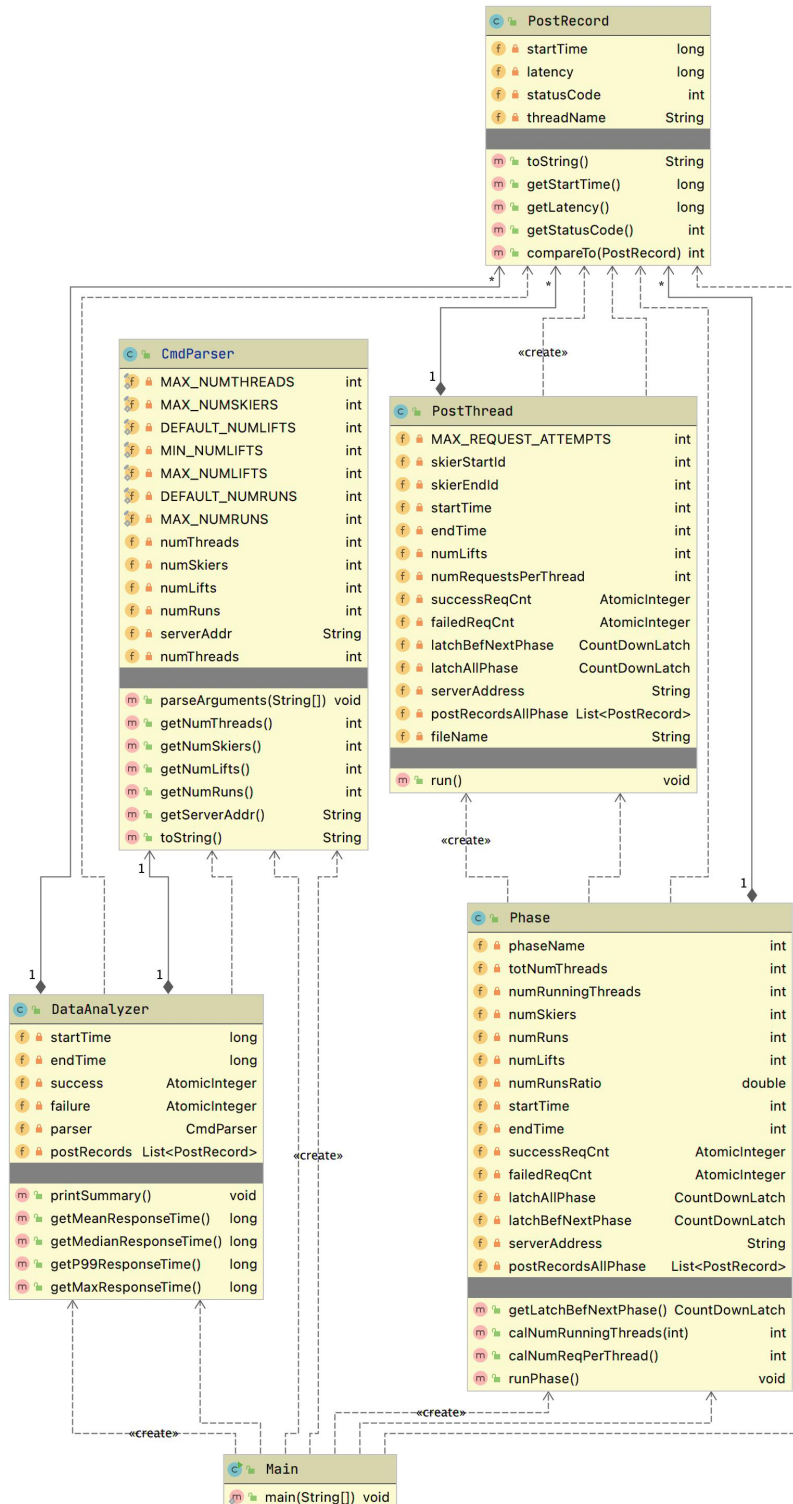 PostRecord
startTime long
latency long
statusCode int
threadName String
toString() String
getStartTime() long
getLatency() long
getStatusCode() int
compareTo(PostRecord) int
* * *
«create»
CmdParser
MAX_NUMTHREADS int
MAX_NUMSKIERS int
DEFAULT_NUMLIFTS int
MIN_NUMLIFTS int
MAX_NUMLIFTS int
DEFAULT_NUMRUNS int
MAX_NUMRUNS int
numThreads int
numSkiers int
numLifts int
numRuns int
serverAddr String
numThreads int
parseArguments(String[]) void
getNumThreads() int
getNumSkiers() int
getNumLifts() int
getNumRuns() int
getServerAddr() String
toString() String
1
1
PostThread
MAX_REQUEST_ATTEMPTS int
skierStartId int
skierEndId int
startTime int
endTime int
numLifts int
numRequestsPerThread int
successReqCnt AtomicInteger
failedReqCnt AtomicInteger
latchBefNextPhase CountDownLatch
latchAllPhase CountDownLatch
serverAddress String
postRecordsAllPhase List<PostRecord>
fileName String
run() void
«create»
1
1 1
DataAnalyzer
startTime long
endTime long
success AtomicInteger
failure AtomicInteger
parser CmdParser
postRecords List<PostRecord>
printSummary() void
getMeanResponseTime() long
getMedianResponseTime() long
getP99ResponseTime() long
getMaxResponseTime() long
«create»
Phase
phaseName int
totNumThreads int
numRunningThreads int
numSkiers int
numRuns int
numLifts int
numRunsRatio double
startTime int
endTime int
successReqCnt AtomicInteger
failedReqCnt AtomicInteger
latchAllPhase CountDownLatch
latchBefNextPhase CountDownLatch
serverAddress String
postRecordsAllPhase List<PostRecord>
getLatchBefNextPhase() CountDownLatch
calNumRunningThreads(int) int
calNumReqPerThread() int
runPhase() void
«create»
«create»
Main
main(String[]) void